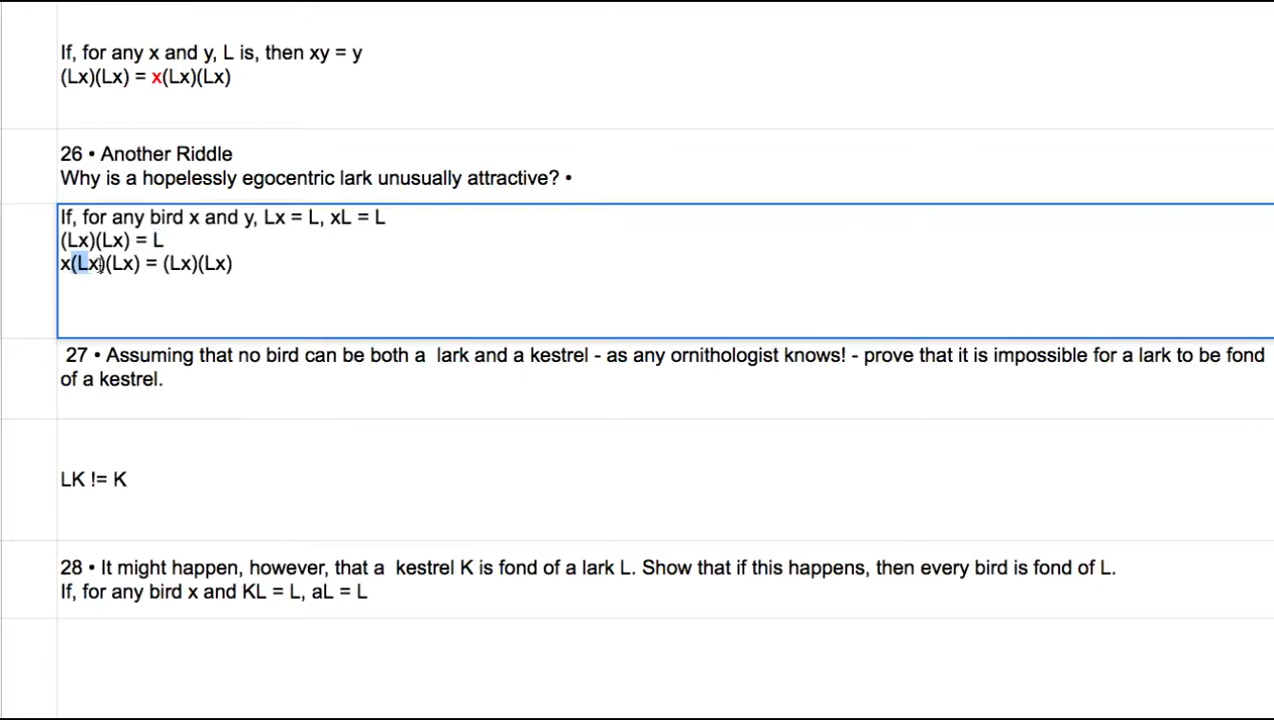 If, for any x and y, L is, then xy = y
(Lx)(Lx) = x(Lx)(Lx)
26 • Another Riddle
Why is a hopelessly egocentric lark unusually attractive? •
If, for any bird x and y, Lx = L, xL = L
(Lx)(Lx) = L
x(Lx)(Lx) = (Lx)(Lx)
27 • Assuming that no bird can be both a lark and a kestrel - as any ornithologist knows! - prove that it is impossible for a lark to be fond
of a kestrel.
LK != K
28 • It might happen, however, that a kestrel K is fond of a lark L. Show that if this happens, then every bird is fond of L.
If, for any bird x and KL = L, aL = L